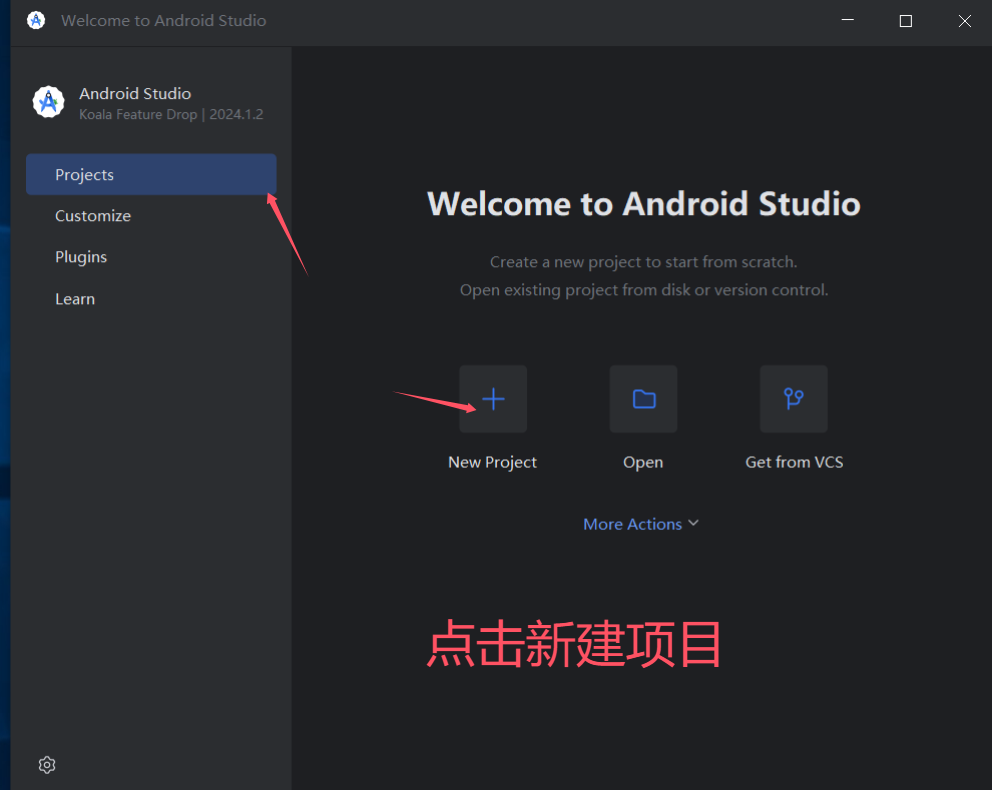 Welcome to Android Studio
Android Studio
Koala Feature Drop | 2024.1.2
Projects
Customize
Plugins
Learn
Welcome to Android Studio
Create a new project to start from scratch.
Open existing project from disk or version control.
New Project
Open
Get from VCS
More Actions
点击新建项目